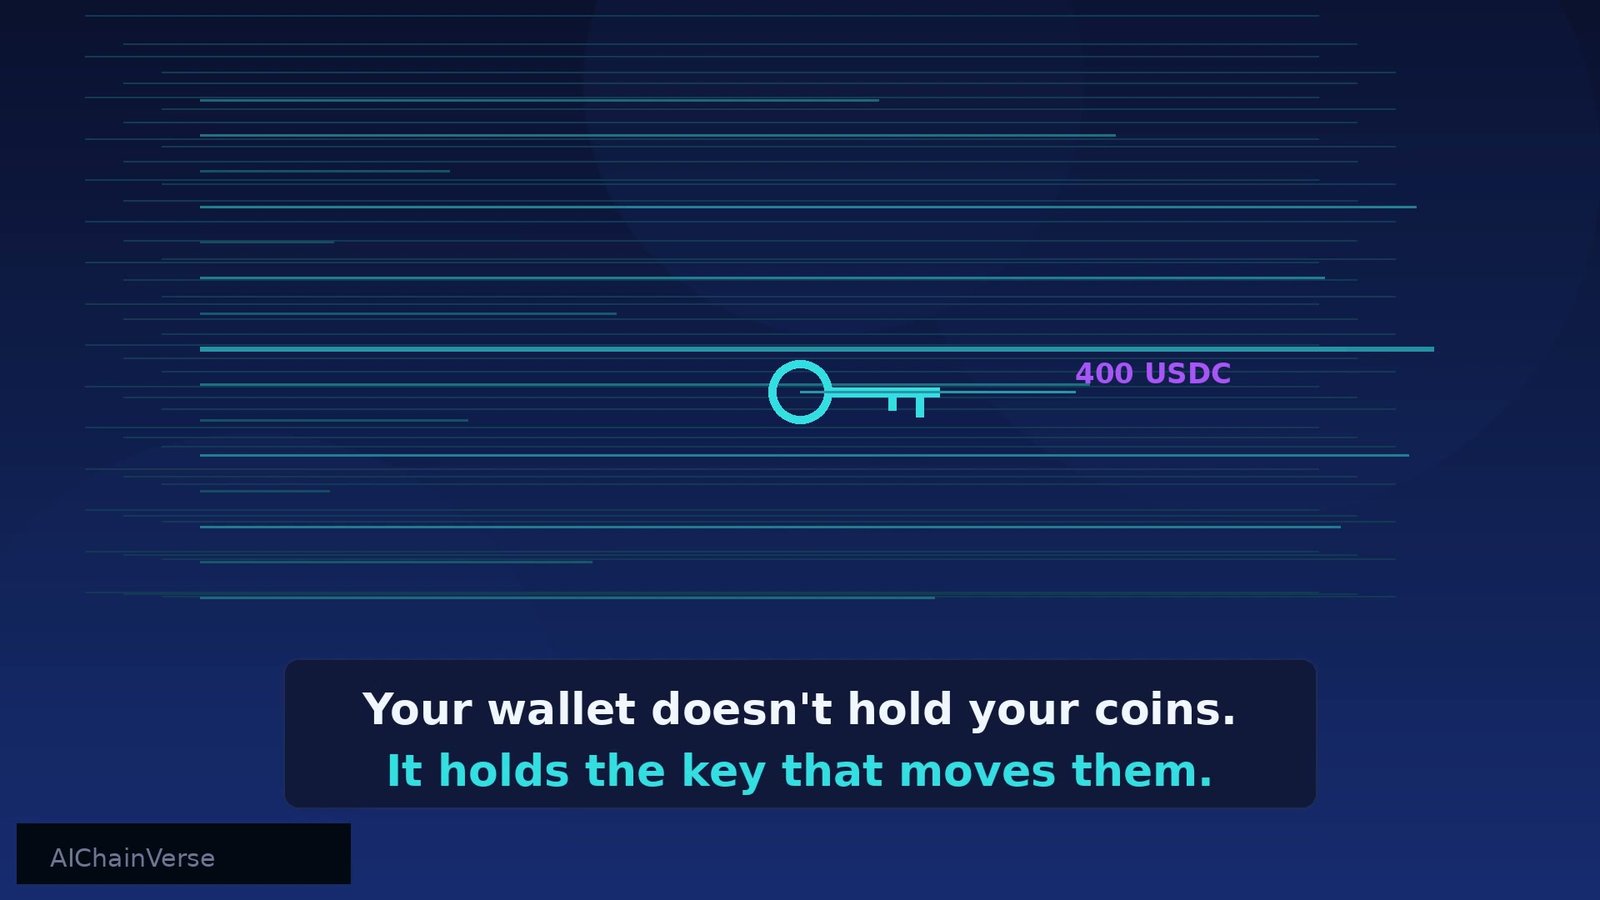 400 USDC
Your wallet doesn't hold your coins.
It holds the key that moves them.
AIChainVerse